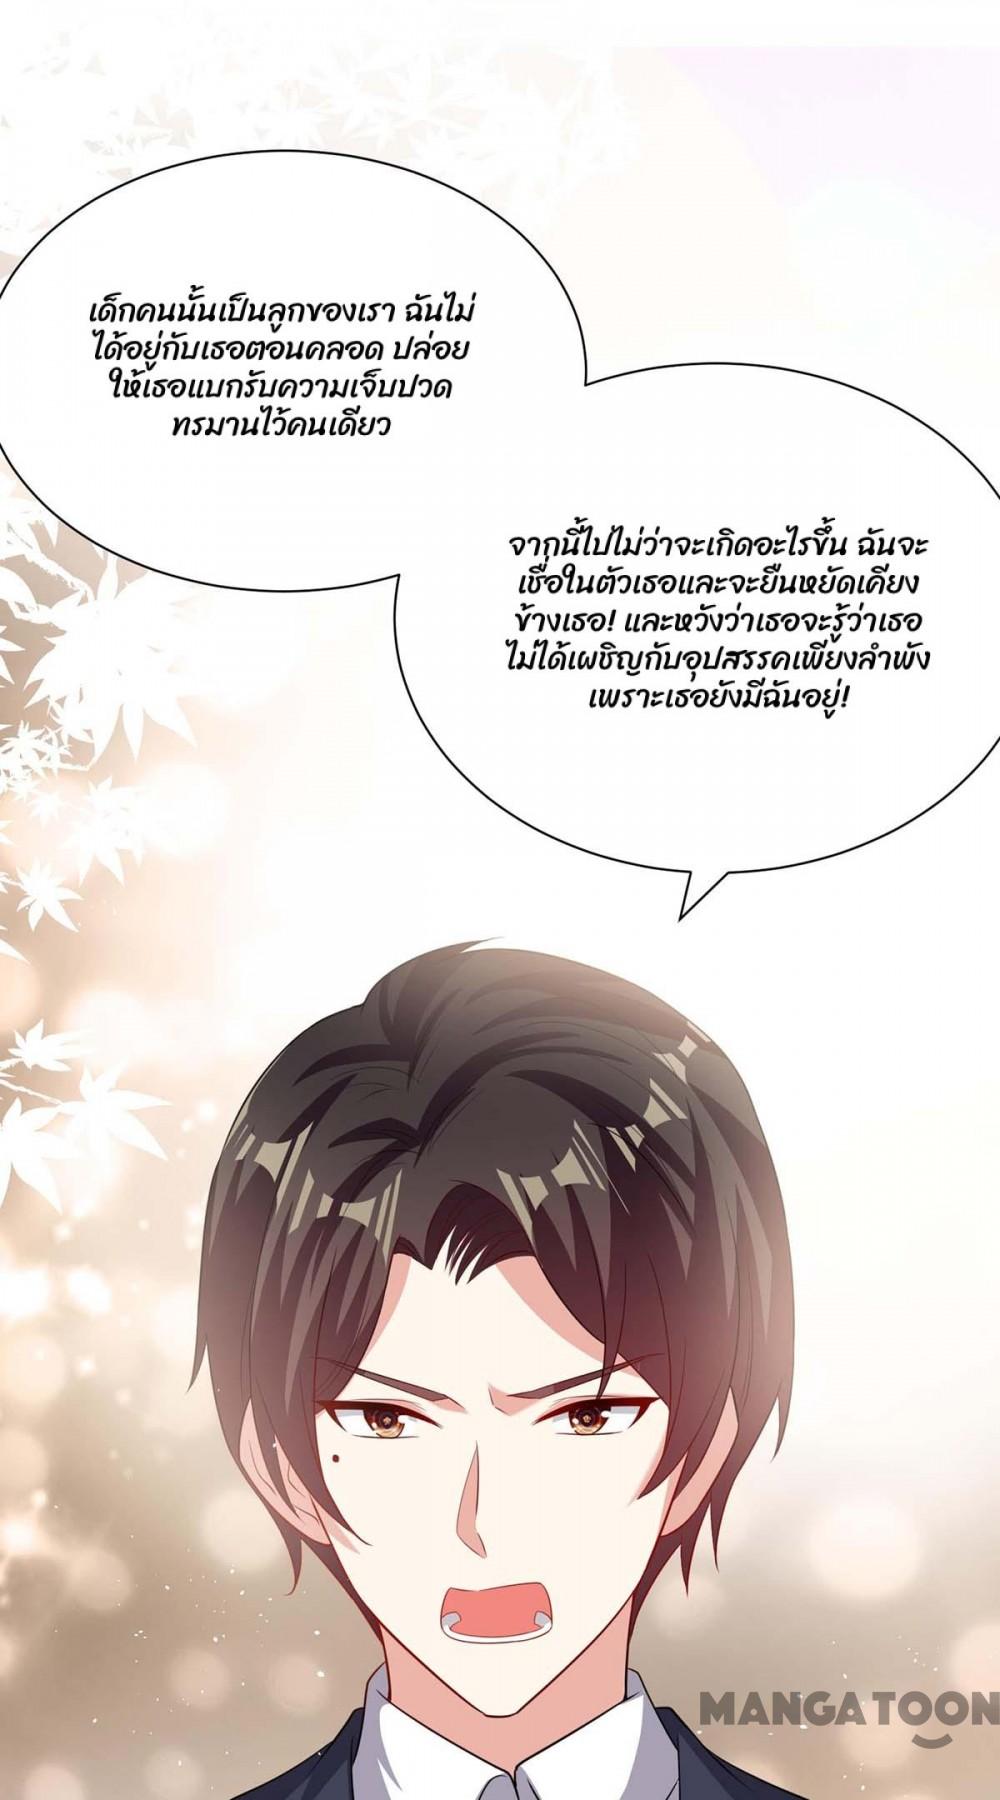 เด็กคนนั้นเป็นลูกของเรา ฉันไม่
ได้อยู่กับเธอตอนคลอด ปล่อย
ให้เธอแบกรับความเจ็บปวด
ทรมานไว้คนเดียว
จากนี้ไปไม่ว่าจะเกิดอะไรขึ้น ฉันจะ
เชื่อในตัวเธอและจะยืนหยัดเคียง
ข้างเธอ! และหวังว่าเธอจะรู้ว่าเธอ
ไม่ได้เผชิญกับอุปสรรคเพียงลำพัง
เพราะเธอยังมีฉันอยู่!
MANGATOON